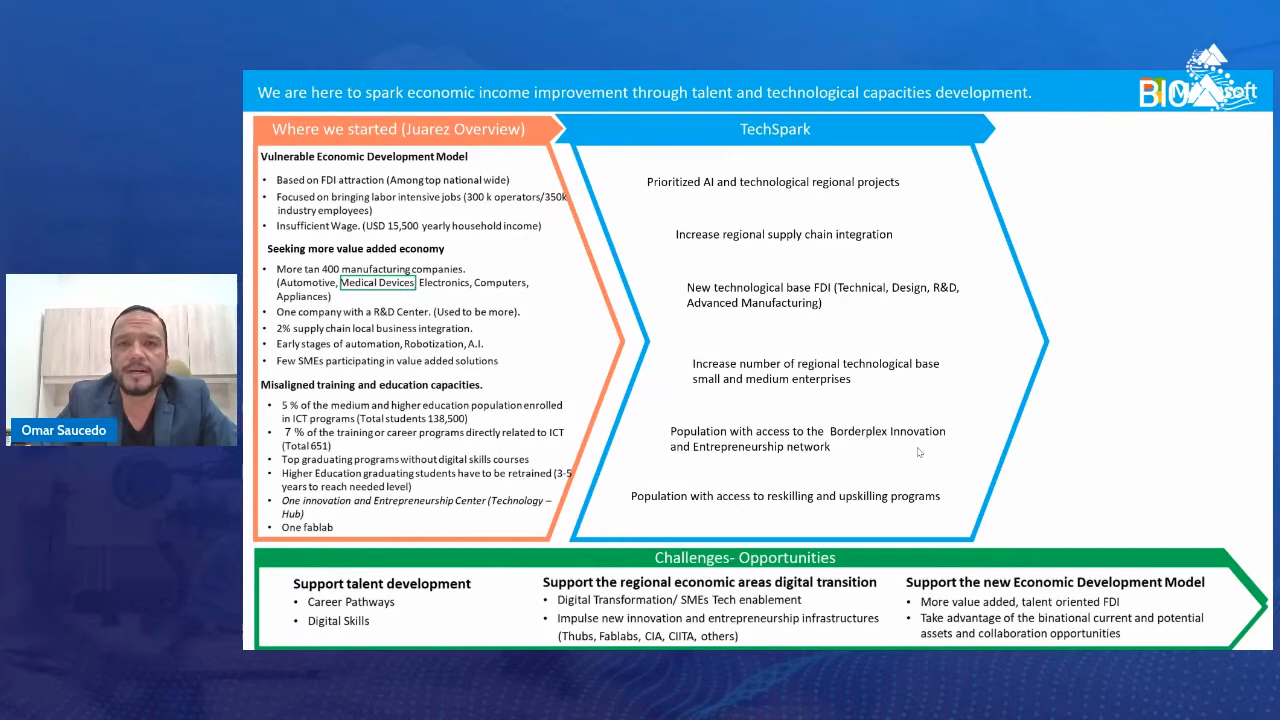 We are here to spark economic income improvement through talent and technological capacities development.
BIO
soft
Where we started (Juarez Overview)
TechSpark
Vulnerable Economic Development Model
• Based on FDI attraction (Among top national wide)
• Focused on bringing labor intensive jobs (300 k operators/350k
industry employees)
• Insufficient Wage. (USD 15,500 yearly household income)
Seeking more value added economy
• More tan 400 manufacturing companies.
(Automotive, Medical Devices Electronics, Computers,
Appliances)
• One company with a R&D Center. (Used to be more).
• 2% supply chain local business integration.
• Early stages of automation, Robotization, A.I.
• Few SMEs participating in value added solutions
Misaligned training and education capacities.
• 5 % of the medium and higher education population enrolled
in ICT programs (Total students 138,500)
• 7 % of the training or career programs directly related to ICT
(Total 651)
• Top graduating programs without digital skills courses
• Higher Education graduating students have to be retrained (3-5
years to reach needed level)
• One innovation and Entrepreneurship Center (Technology –
Hub)
• One fablab
Prioritized AI and technological regional projects
Increase regional supply chain integration
New technological base FDI (Technical, Design, R&D,
Advanced Manufacturing)
Increase number of regional technological base
small and medium enterprises
Population with access to the Borderplex Innovation
and Entrepreneurship network
Population with access to reskilling and upskilling programs
Omar Saucedo
Challenges- Opportunities
Support talent development
• Career Pathways
• Digital Skills
Support the regional economic areas digital transition
• Digital Transformation/ SMEs Tech enablement
• Impulse new innovation and entrepreneurship infrastructures
(Thubs, Fablabs, CIA, CIITA, others)
Support the new Economic Development Model
• More value added, talent oriented FDI
• Take advantage of the binational current and potential
assets and collaboration opportunities